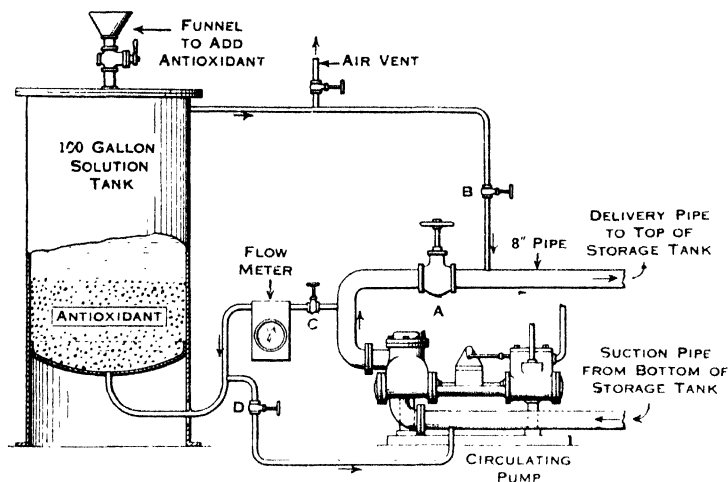 FUNNEL
TO ADD
ANTIOXIDANT
AIR VENT
100 GALLON
SOLUTION
TANK
B
DELIVERY PIPE
TO TOP OF
STORAGE TANK
8" PIPE
FLOW
METER
A
C
ANTIOXIDANT
SUCTION PIPE
FROM BOTTOM OF
STORAGE TANK
D
CIRCULATING
PUMP